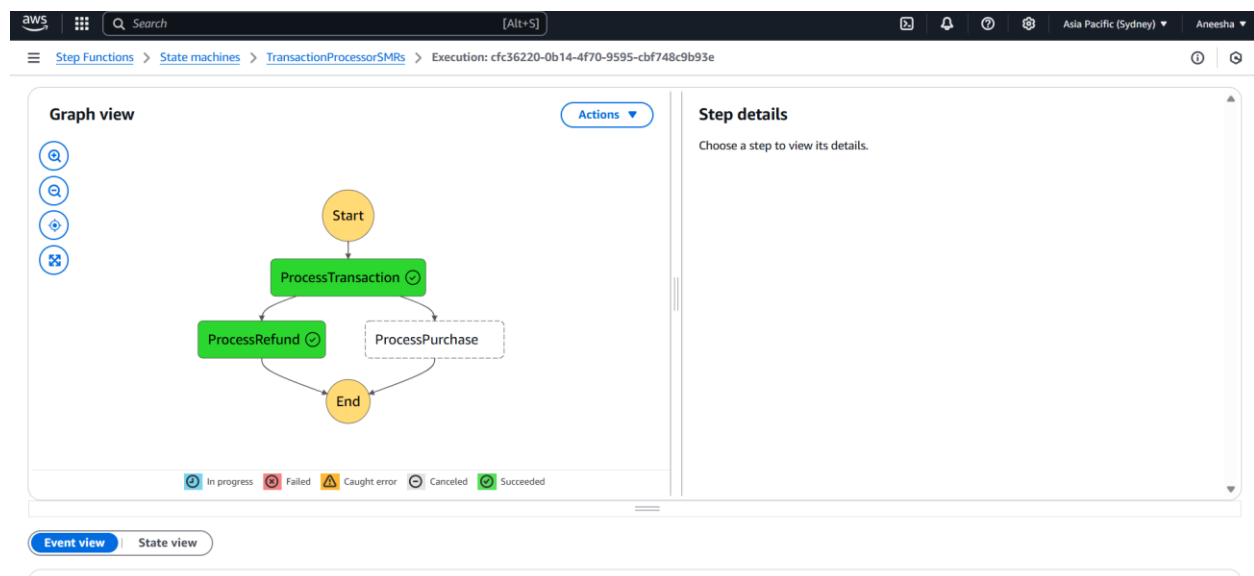 aws Search [Alt+S] Asia Pacific (Sydney) ▼ Aneesha ▼
Step Functions > State machines > TransactionProcessorSMRs > Execution: cfc36220-0b14-4f70-9595-cbf748c9b93e
Graph view Actions ▼
Step details
Choose a step to view its details.
Start
ProcessTransaction
ProcessRefund ProcessPurchase
End
In progress Failed Caught error Canceled Succeeded
Event view State view